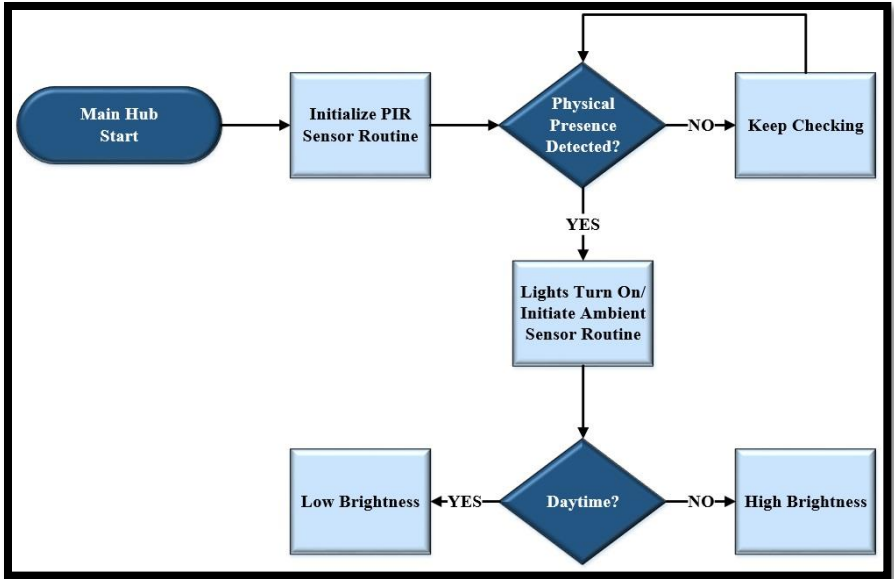 Main Hub
Start
Initialize PIR
Sensor Routine
Physical
Presence
Detected?
NO
Keep Checking
YES
Lights Turn On/
Initiate Ambient
Sensor Routine
Low Brightness
YES
Daytime?
NO
High Brightness